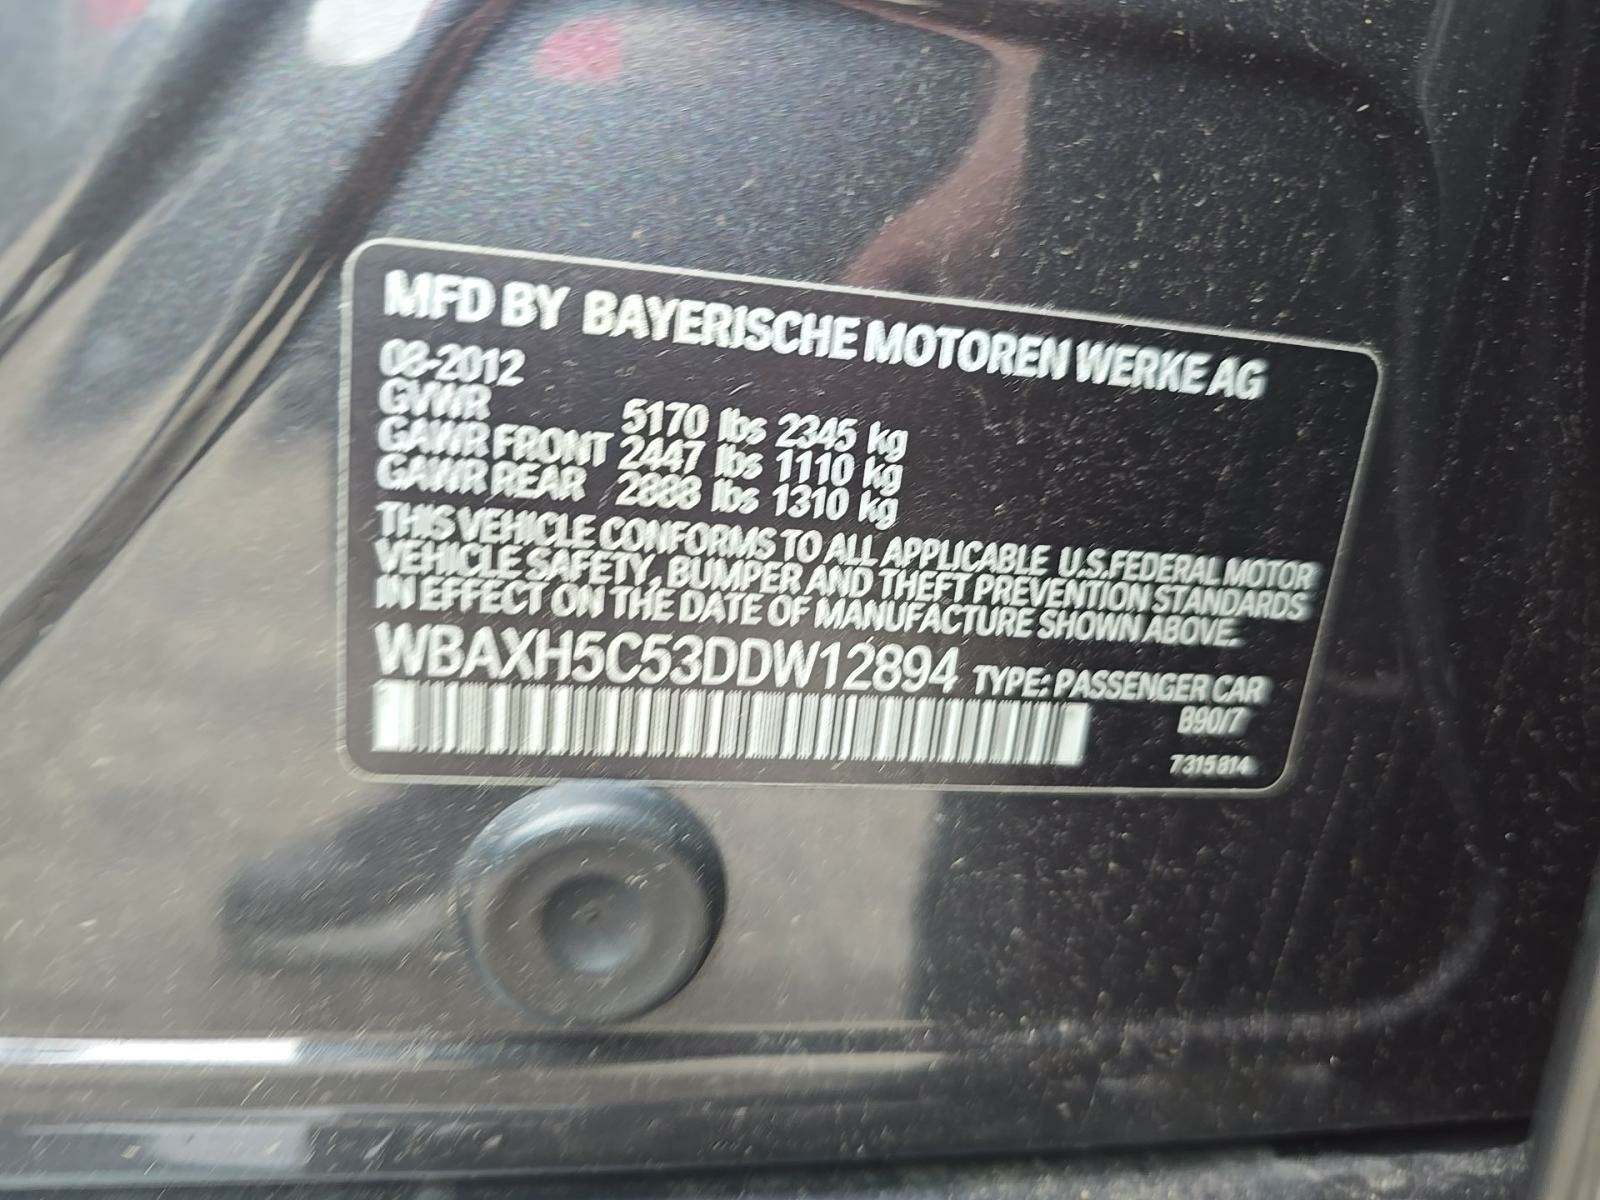 MFD BY BAYERISCHE MOTOREN WERKE AG
08-2012
GVWR 5170 lbs 2345 kg
GAWR FRONT 2447 lbs 1110 kg
GAWR REAR 2888 lbs 1310 kg
THIS VEHICLE CONFORMS TO ALL APPLICABLE U.S.FEDERAL MOTOR
VEHICLE SAFETY, BUMPER AND THEFT PREVENTION STANDARDS
IN EFFECT ON THE DATE OF MANUFACTURE SHOWN ABOVE.
WBAXH5C53DDW12894 TYPE: PASSENGER CAR
B90/7
7315814